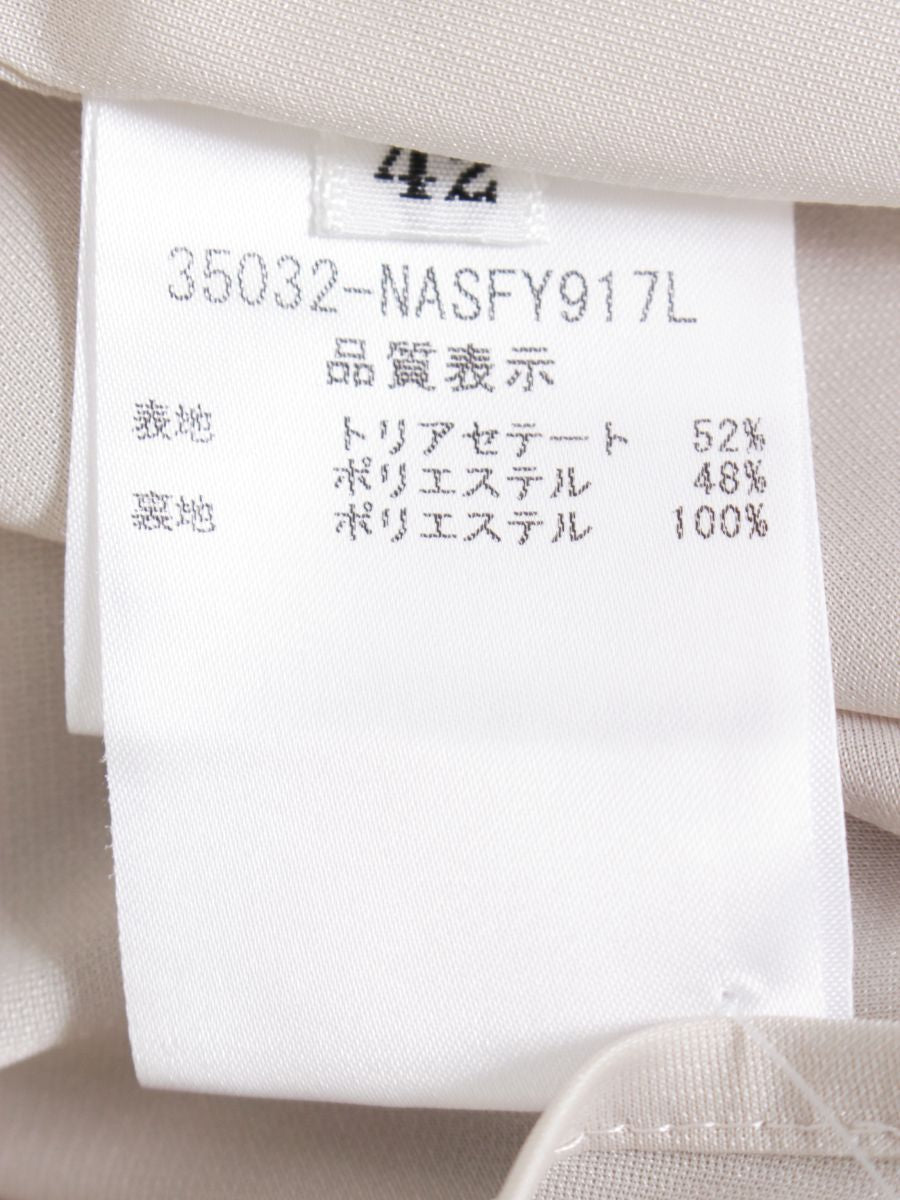 42
35032-NASFY917L
品質表示
表地 トリアセテート 52%
ポリエステル 48%
裏地 ポリエステル 100%